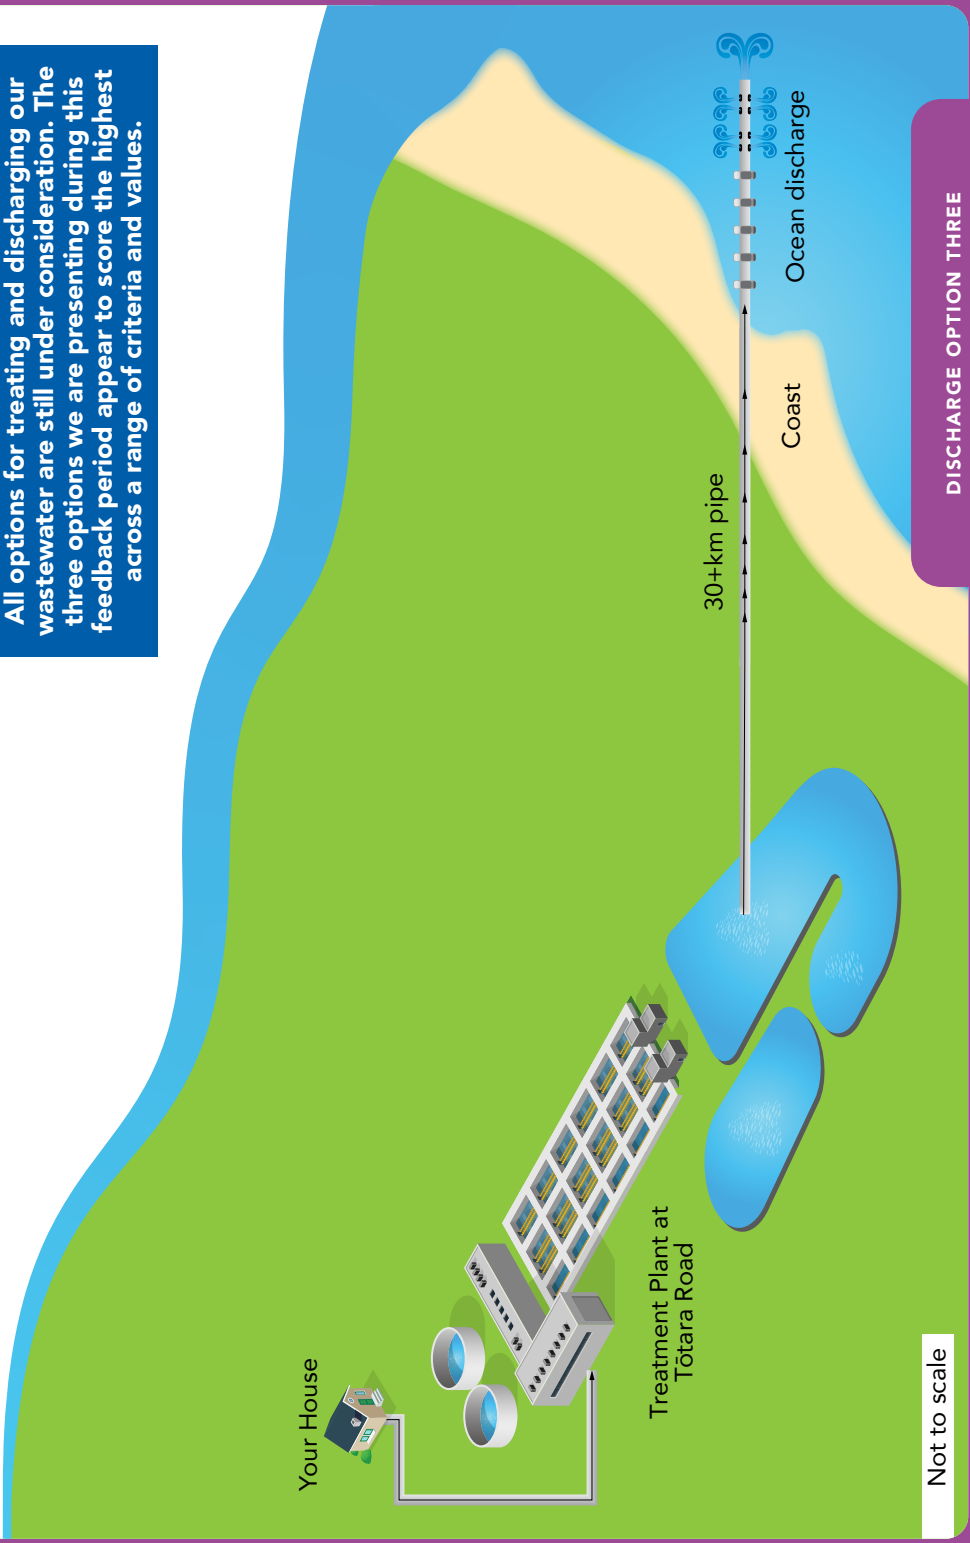 All options for treating and discharging our
wastewater are still under consideration. The
three options we are presenting during this
feedback period appear to score the highest
across a range of criteria and values.
Your House
Treatment Plant at
Tōtara Road
30+km pipe
Coast
Ocean discharge
Not to scale
DISCHARGE OPTION THREE